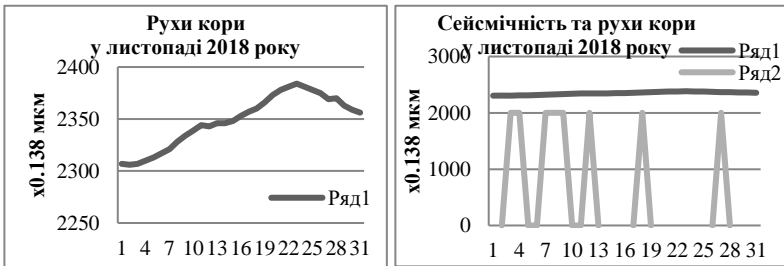 Рухи кори
у листопаді 2018 року
2400
2350
2300
2250
х0.138 мкм
Ряд1
1 4 7 10 13 16 19 22 25 28 31
Сейсмічність та рухи кори
у листопаді 2018 року
Ряд1
Ряд2
3000
2000
1000
0
х0.138 мкм
1 4 7 10 13 16 19 22 25 28 31